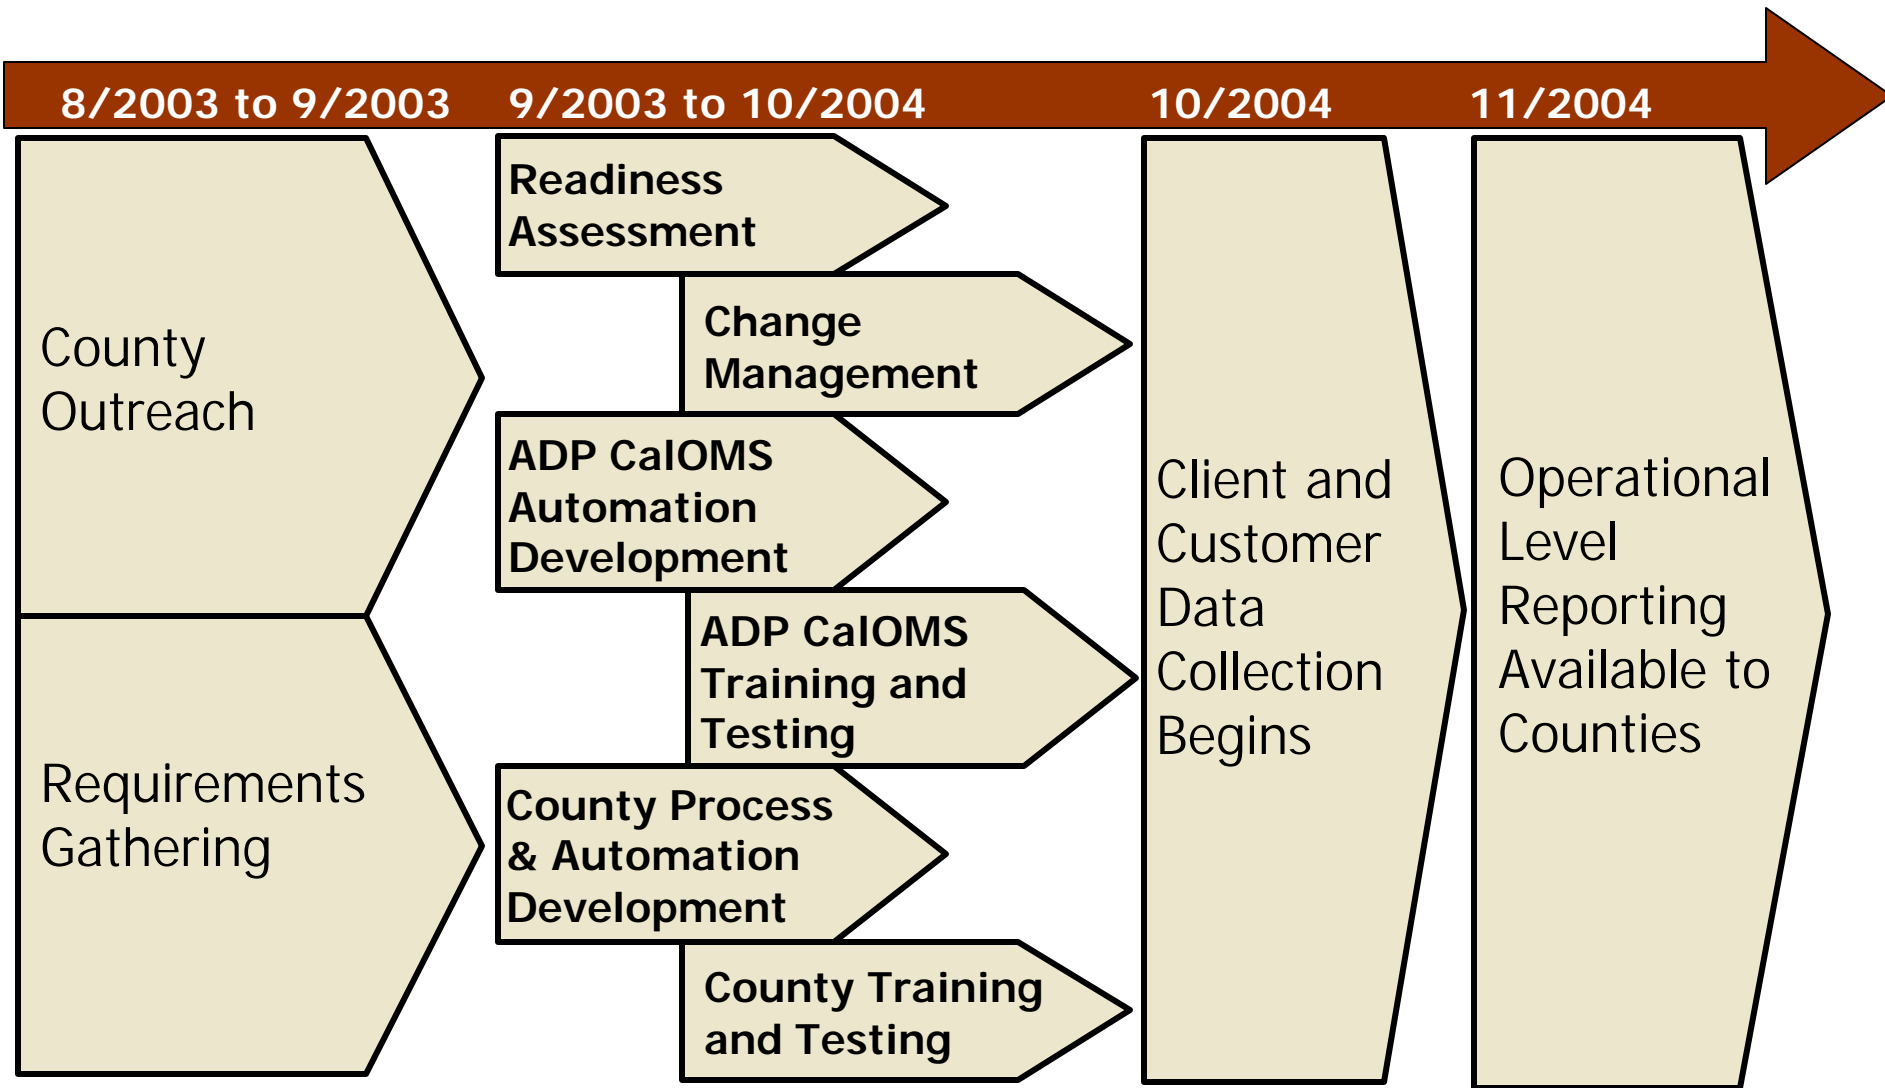 8/2003 to 9/2003
9/2003 to 10/2004
10/2004
11/2004
County
Outreach
Requirements
Gathering
Readiness
Assessment
Change
Management
ADP CalOMS
Automation
Development
ADP CalOMS
Training and
Testing
County Process
& Automation
Development
County Training
and Testing
Client and
Customer
Data
Collection
Begins
Operational
Level
Reporting
Available to
Counties